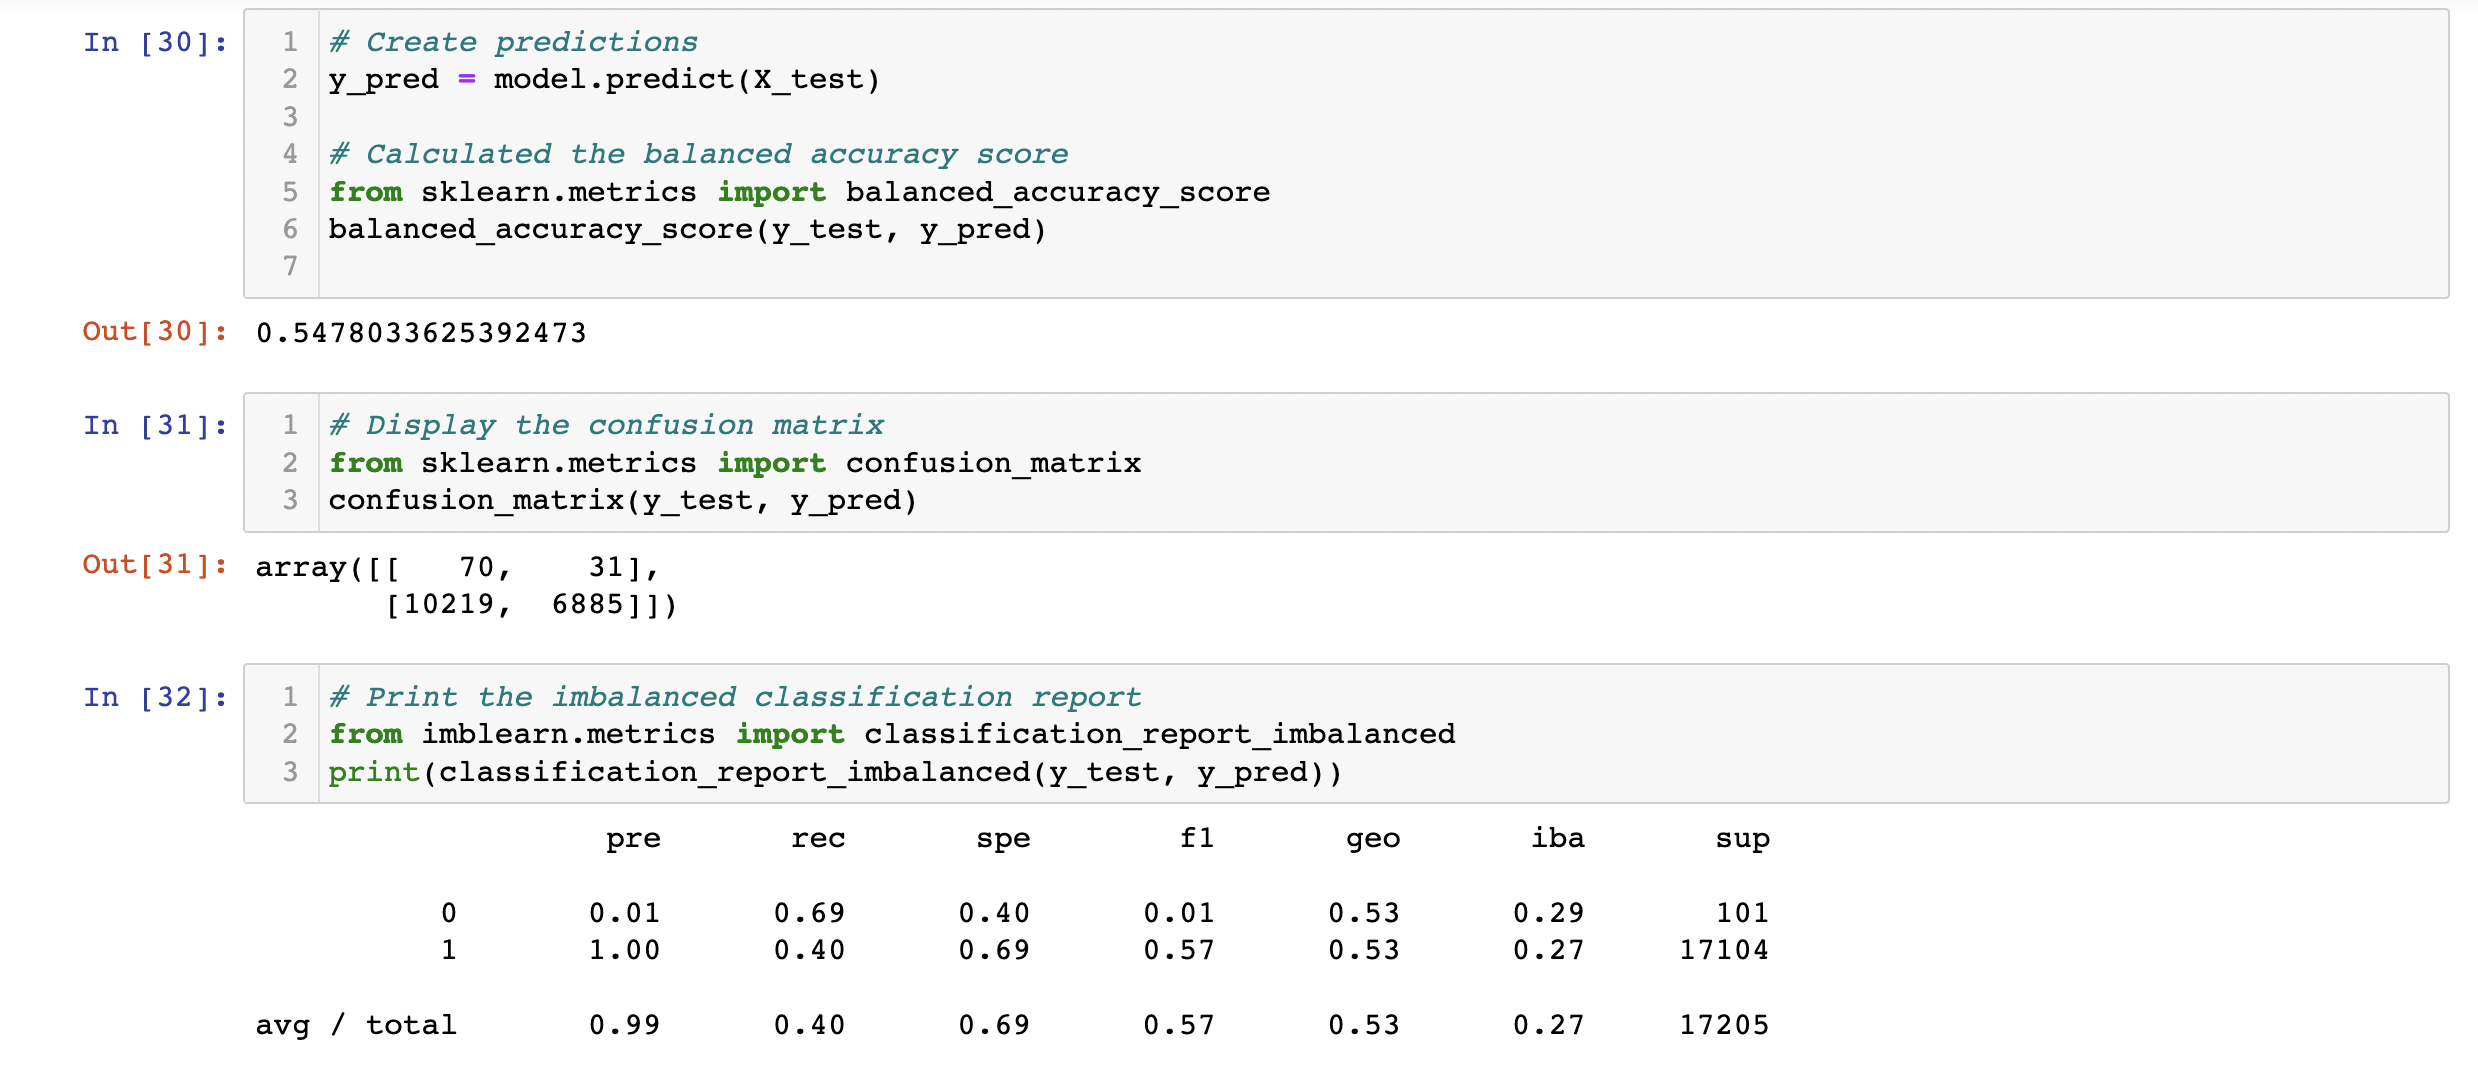 In [30]:
1 # Create predictions
2 y_pred = model.predict(X_test)
3
4 # Calculated the balanced accuracy score
5 from sklearn.metrics import balanced_accuracy_score
6 balanced_accuracy_score(y_test, y_pred)
7
Out[30]: 0.5478033625392473
In [31]:
1 # Display the confusion matrix
2 from sklearn.metrics import confusion_matrix
3 confusion_matrix(y_test, y_pred)
Out[31]: array([[   70,    31],
       [10219,  6885]])
In [32]:
1 # Print the imbalanced classification report
2 from imblearn.metrics import classification_report_imbalanced
3 print(classification_report_imbalanced(y_test, y_pred))
pre rec spe f1 geo iba sup
0 0.01 0.69 0.40 0.01 0.53 0.29 101
1 1.00 0.40 0.69 0.57 0.53 0.27 17104
avg / total 0.99 0.40 0.69 0.57 0.53 0.27 17205